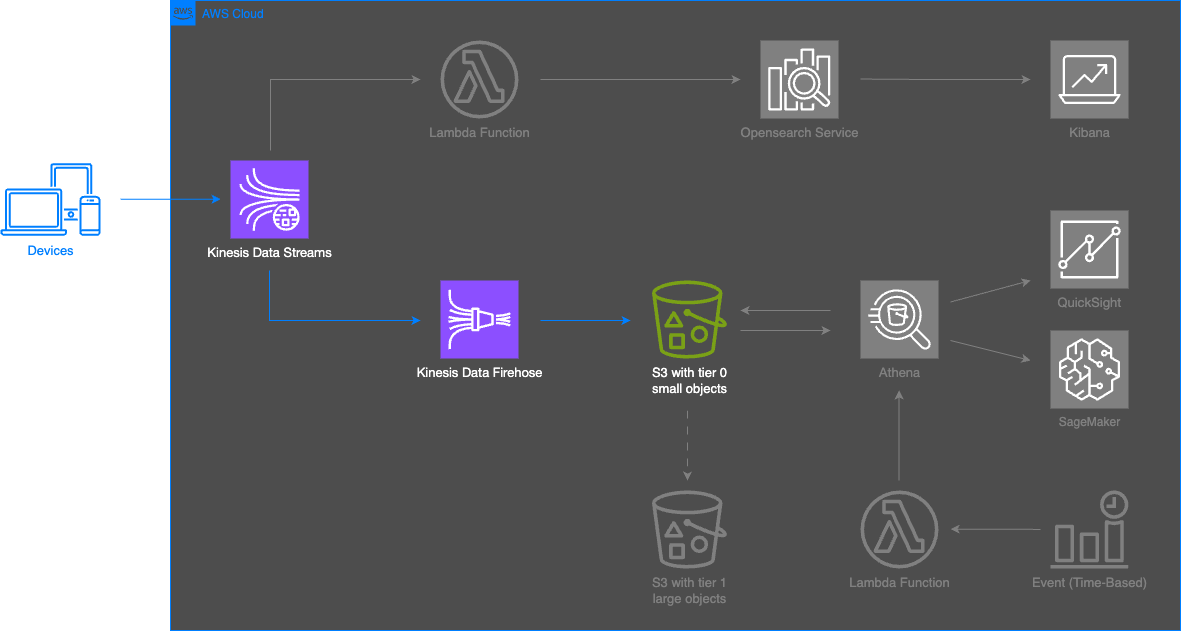 aws
AWS Cloud
Lambda Function
Opensearch Service
Kibana
Devices
Kinesis Data Streams
QuickSight
Kinesis Data Firehose
S3 with tier 0
small objects
Athena
SageMaker
S3 with tier 1
large objects
Lambda Function
Event (Time-Based)